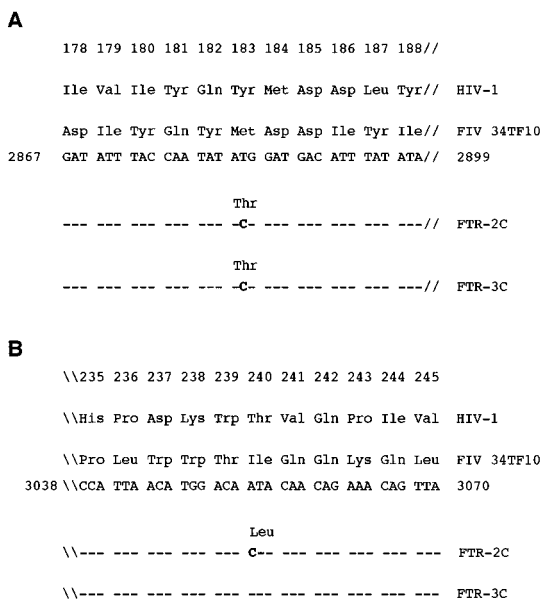 A
178 179 180 181 182 183 184 185 186 187 188//
Ile Val Ile Tyr Gln Tyr Met Asp Asp Leu Tyr// HIV-1
Asp Ile Tyr Gln Tyr Met Asp Asp Ile Tyr Ile// FIV 34TF10
2867 GAT ATT TAC CAA TAT ATG GAT GAC ATT TAT ATA// 2899
Thr
--- --- --- --- --- -C- --- --- --- --- ---// FTR-2C
Thr
--- --- --- --- --- -C- --- --- --- --- ---// FTR-3C
B
\\235 236 237 238 239 240 241 242 243 244 245
\\His Pro Asp Lys Trp Thr Val Gln Pro Ile Val HIV-1
\\Pro Leu Trp Trp Thr Ile Gln Gln Lys Gln Leu FIV 34TF10
3038 \\CCA TTA ACA TGG ACA ATA CAA CAG AAA CAG TTA 3070
Leu
\\--- --- --- --- --- C-- --- --- --- --- --- FTR-2C
\\--- --- --- --- --- --- --- --- --- --- --- FTR-3C